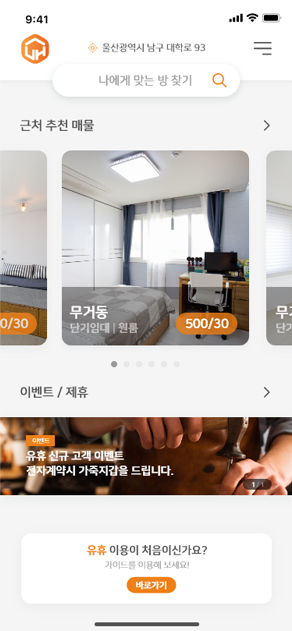 9:41
울산광역시 남구 대학로 93
나에게 맞는 방 찾기
근처 추천 매물
0/30
무거동
단기임대 | 원룸
500/30
단기
이벤트 / 제휴
이벤트
유휴 신규 고객 이벤트
전자계약시 가죽지갑을 드립니다.
1 / 1
유휴 이용이 처음이신가요?
가이드를 이용해 보세요!
바로가기